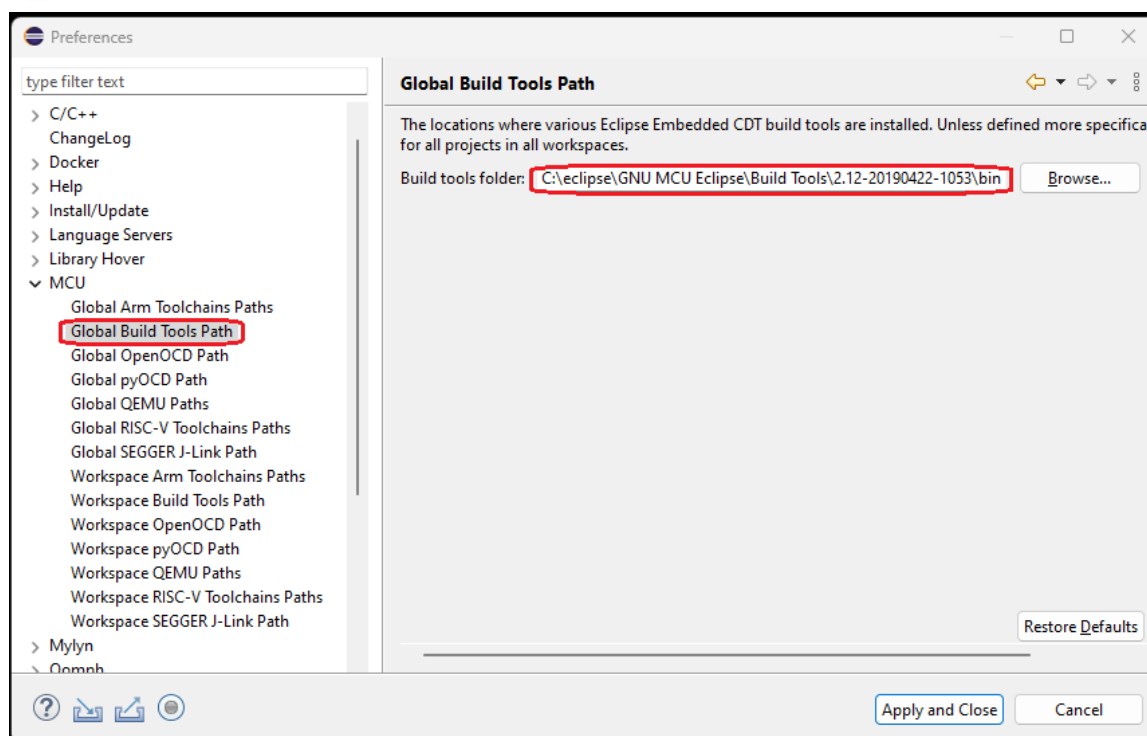 Preferences
type filter text
C/C++
ChangeLog
Docker
Help
Install/Update
Language Servers
Library Hover
MCU
Global Arm Toolchains Paths
Global Build Tools Path
Global OpenOCD Path
Global pyOCD Path
Global QEMU Paths
Global RISC-V Toolchains Paths
Global SEGGER J-Link Path
Workspace Arm Toolchains Paths
Workspace Build Tools Path
Workspace OpenOCD Path
Workspace pyOCD Path
Workspace QEMU Paths
Workspace RISC-V Toolchains Paths
Workspace SEGGER J-Link Path
Mylyn
Oomph
Global Build Tools Path
The locations where various Eclipse Embedded CDT build tools are installed. Unless defined more specifica
for all projects in all workspaces.
Build tools folder: C:\eclipse\GNU MCU Eclipse\Build Tools\2.12-20190422-1053\bin Browse...
Restore Defaults
Apply and Close Cancel